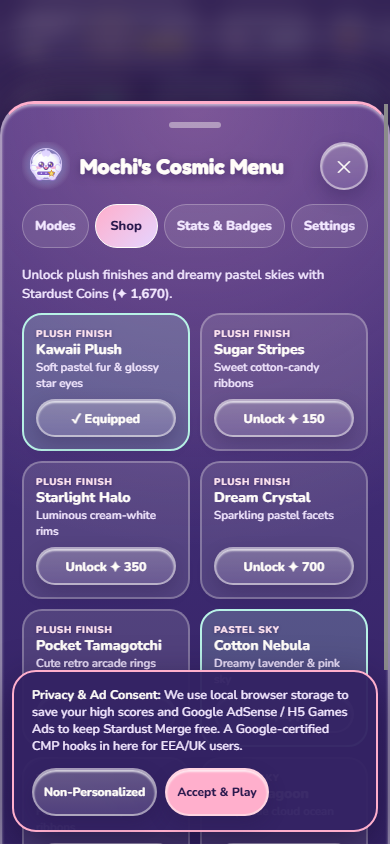 Mochi's Cosmic Menu
Modes
Shop
Stats & Badges
Settings
Unlock plush finishes and dreamy pastel skies with
Stardust Coins (✦ 1,670).
PLUSH FINISH
Kawaii Plush
Soft pastel fur & glossy
star eyes
✓ Equipped
PLUSH FINISH
Sugar Stripes
Sweet cotton-candy
ribbons
Unlock ✦ 150
PLUSH FINISH
Starlight Halo
Luminous cream-white
rims
Unlock ✦ 350
PLUSH FINISH
Dream Crystal
Sparkling pastel facets
Unlock ✦ 700
PLUSH FINISH
Pocket Tamagotchi
Cute retro arcade rings
PASTEL SKY
Cotton Nebula
Dreamy lavender & pink
Privacy & Ad Consent: We use local browser storage to
save your high scores and Google AdSense / H5 Games
Ads to keep Stardust Merge free. A Google-certified
CMP hooks in here for EEA/UK users.
Non-Personalized
Accept & Play